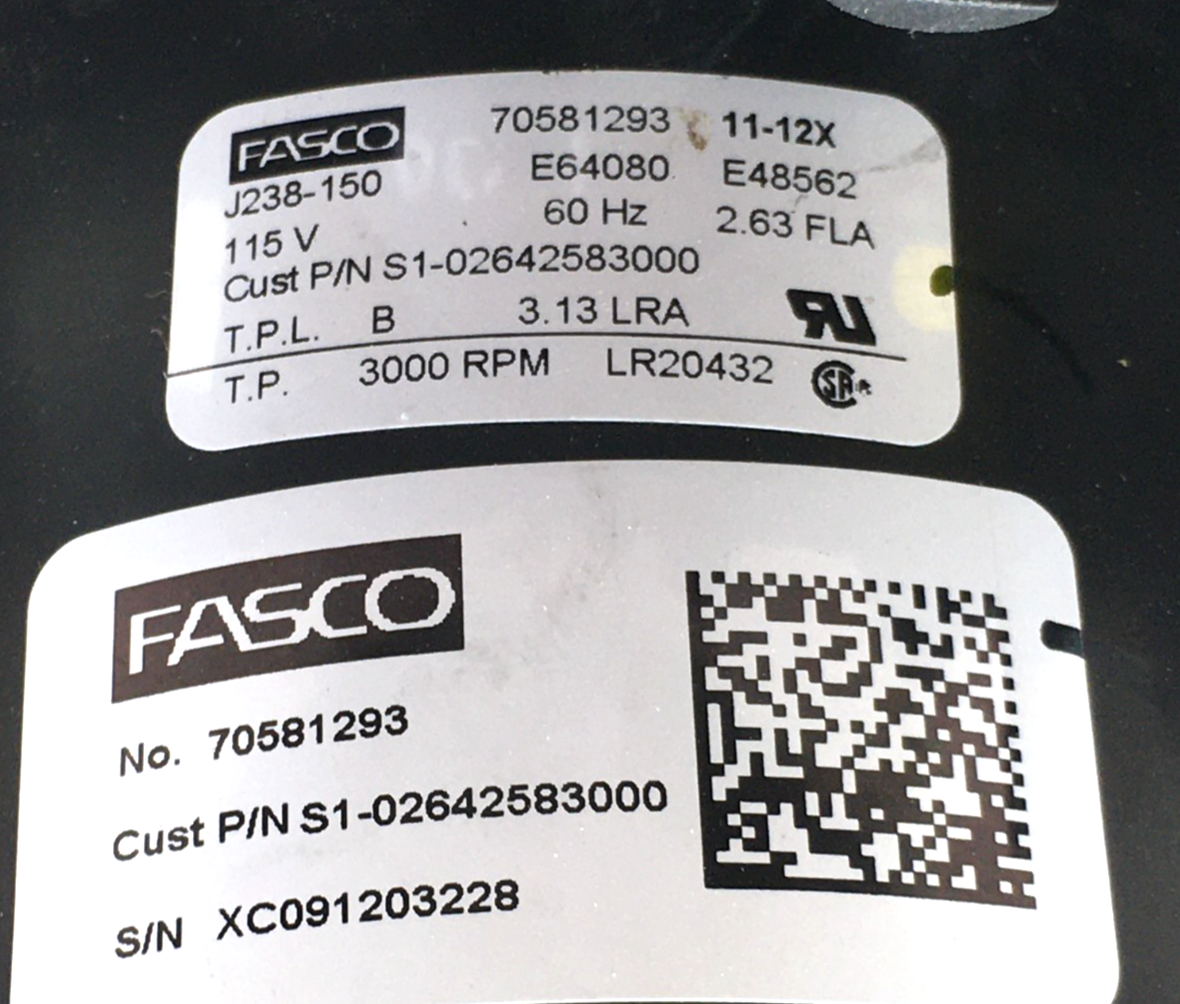 FASCO 70581293 11-12X
J238-150 E64080 E48562
115 V 60 Hz 2.63 FLA
Cust P/N S1-02642583000
T.P.L. B 3.13 LRA
T.P. 3000 RPM LR20432
FASCO
No. 70581293
Cust P/N S1-02642583000
S/N XC091203228